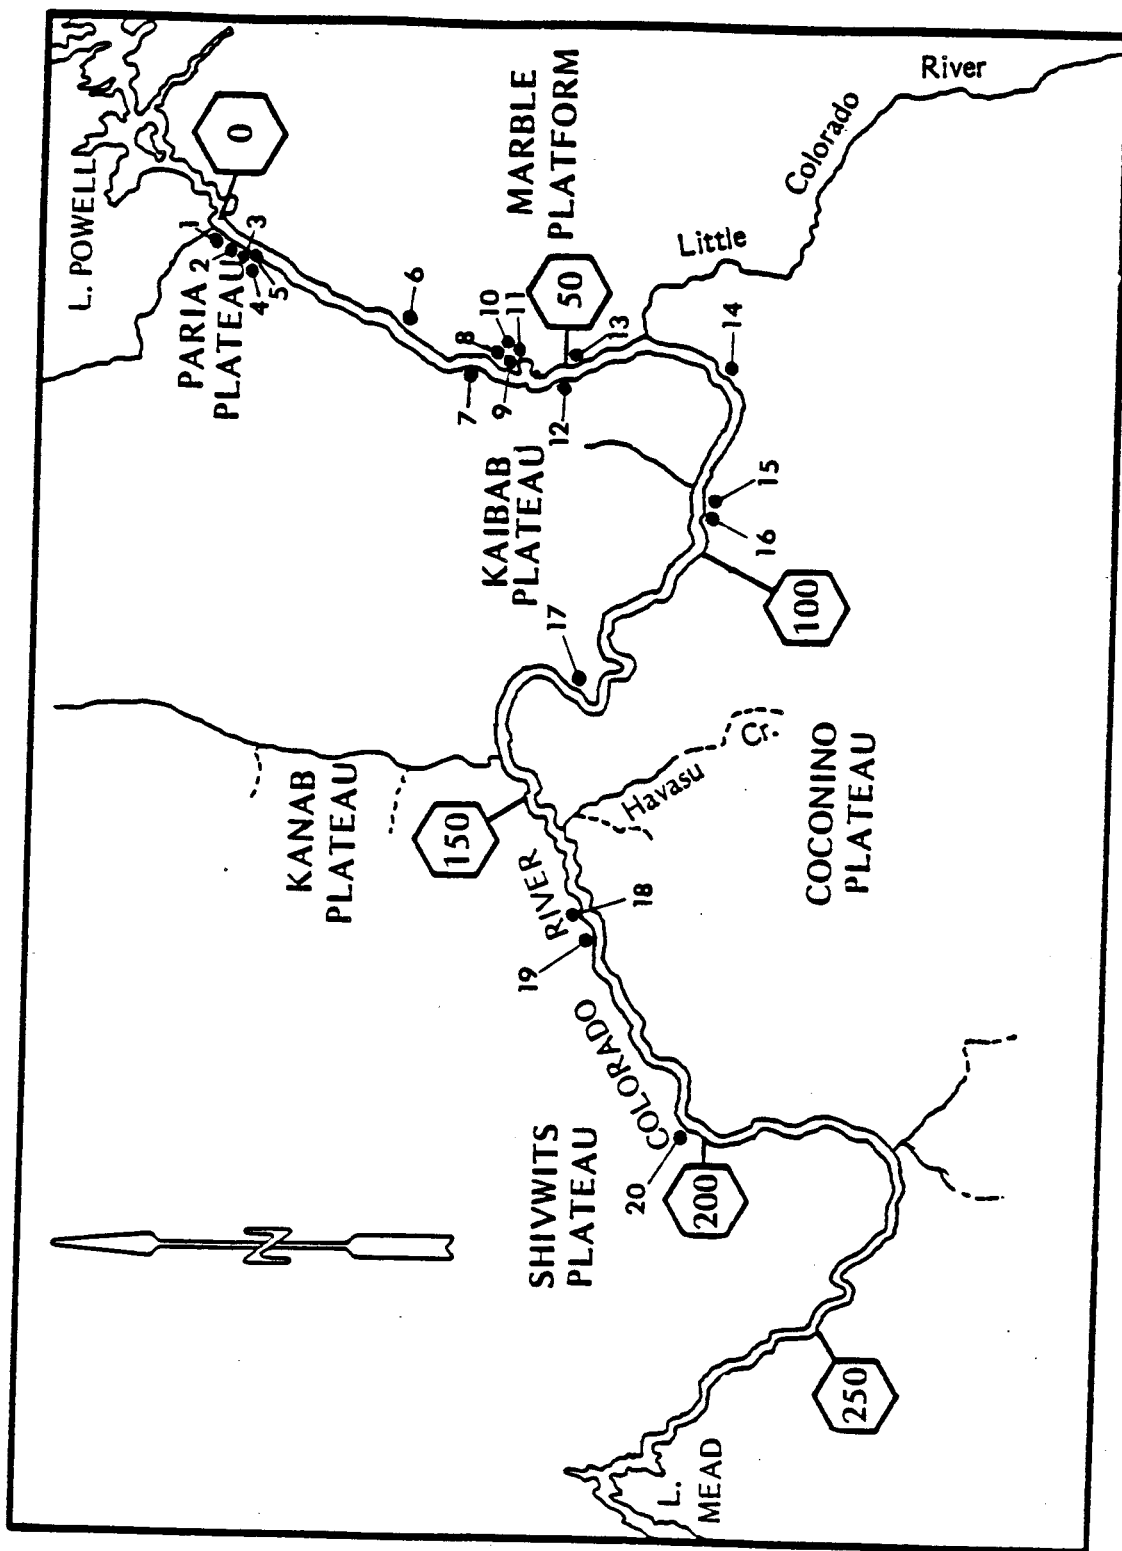 L. POWELL
0
PARIA
PLATEAU
1
2
3
4
5
6
MARBLE
PLATFORM
River
Colorado
Little
7
8
9
10
11
50
12
13
14
KAIBAB
PLATEAU
15
16
100
17
KANAB
PLATEAU
150
Havasu
Cr.
COCONINO
PLATEAU
RIVER
18
19
COLORADO
SHIVWITS
PLATEAU
20
200
N
250
L.
MEAD